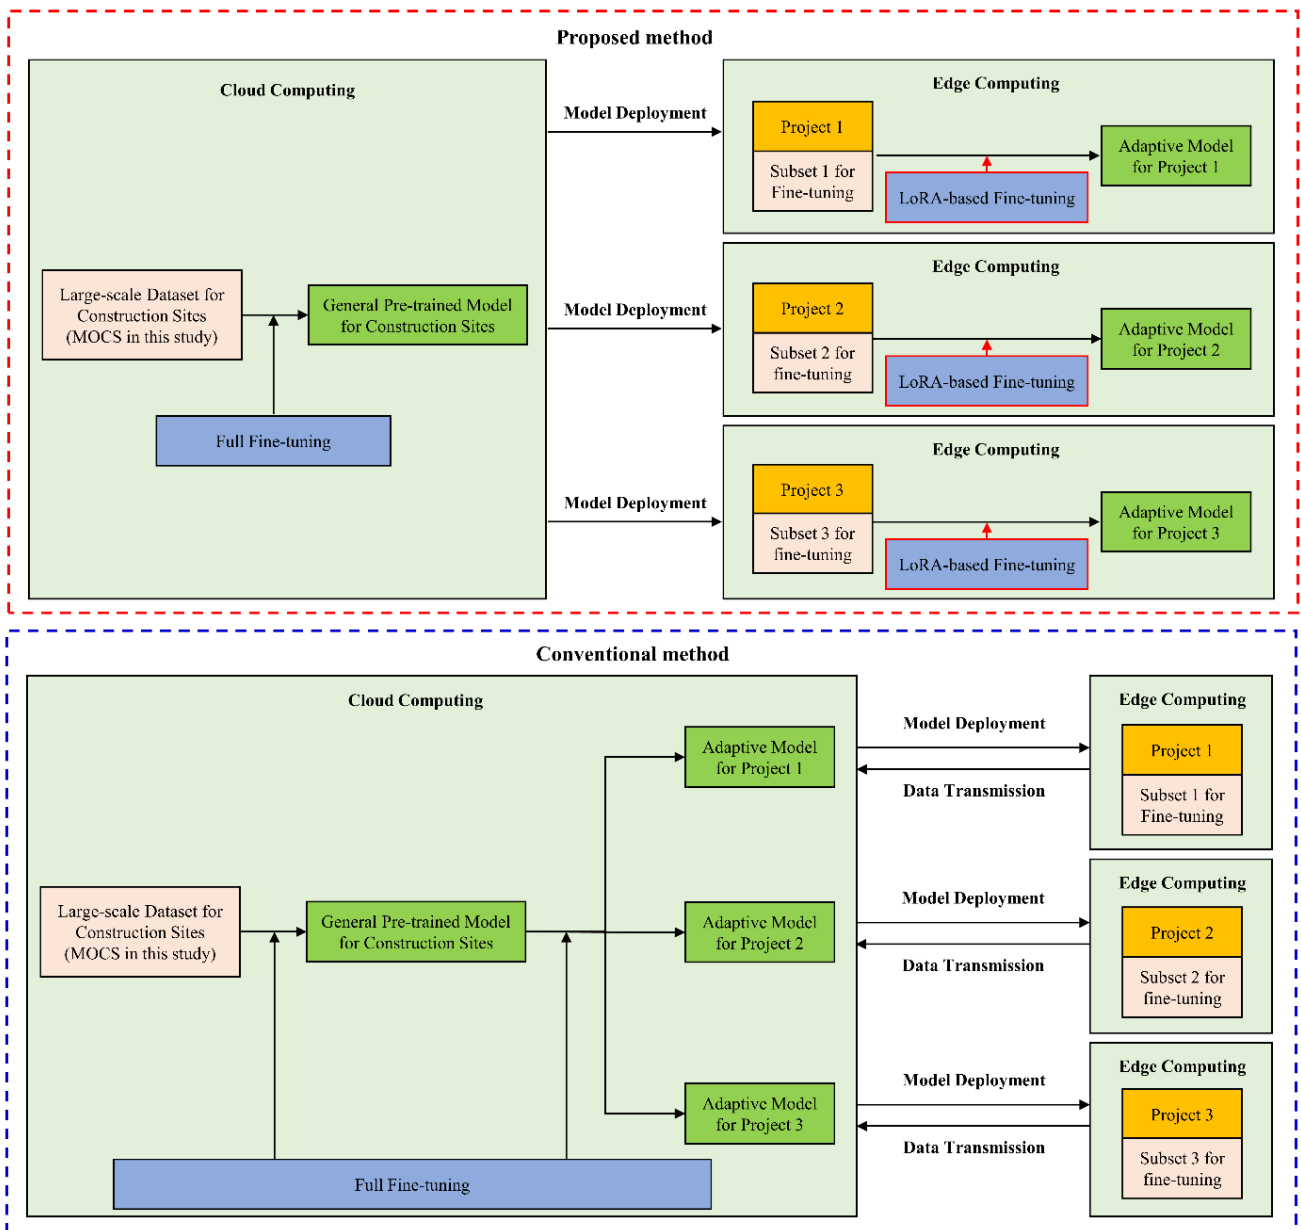 Proposed method
Cloud Computing
Large-scale Dataset for
Construction Sites
(MOCS in this study)
General Pre-trained Model
for Construction Sites
Full Fine-tuning
Model Deployment
Edge Computing
Project 1
Subset 1 for
Fine-tuning
LoRA-based Fine-tuning
Adaptive Model
for Project 1
Model Deployment
Edge Computing
Project 2
Subset 2 for
fine-tuning
LoRA-based Fine-tuning
Adaptive Model
for Project 2
Model Deployment
Edge Computing
Project 3
Subset 3 for
fine-tuning
LoRA-based Fine-tuning
Adaptive Model
for Project 3
Conventional method
Cloud Computing
Large-scale Dataset for
Construction Sites
(MOCS in this study)
General Pre-trained Model
for Construction Sites
Full Fine-tuning
Adaptive Model
for Project 1
Adaptive Model
for Project 2
Adaptive Model
for Project 3
Model Deployment
Data Transmission
Edge Computing
Project 1
Subset 1 for
Fine-tuning
Model Deployment
Data Transmission
Edge Computing
Project 2
Subset 2 for
fine-tuning
Model Deployment
Data Transmission
Edge Computing
Project 3
Subset 3 for
fine-tuning